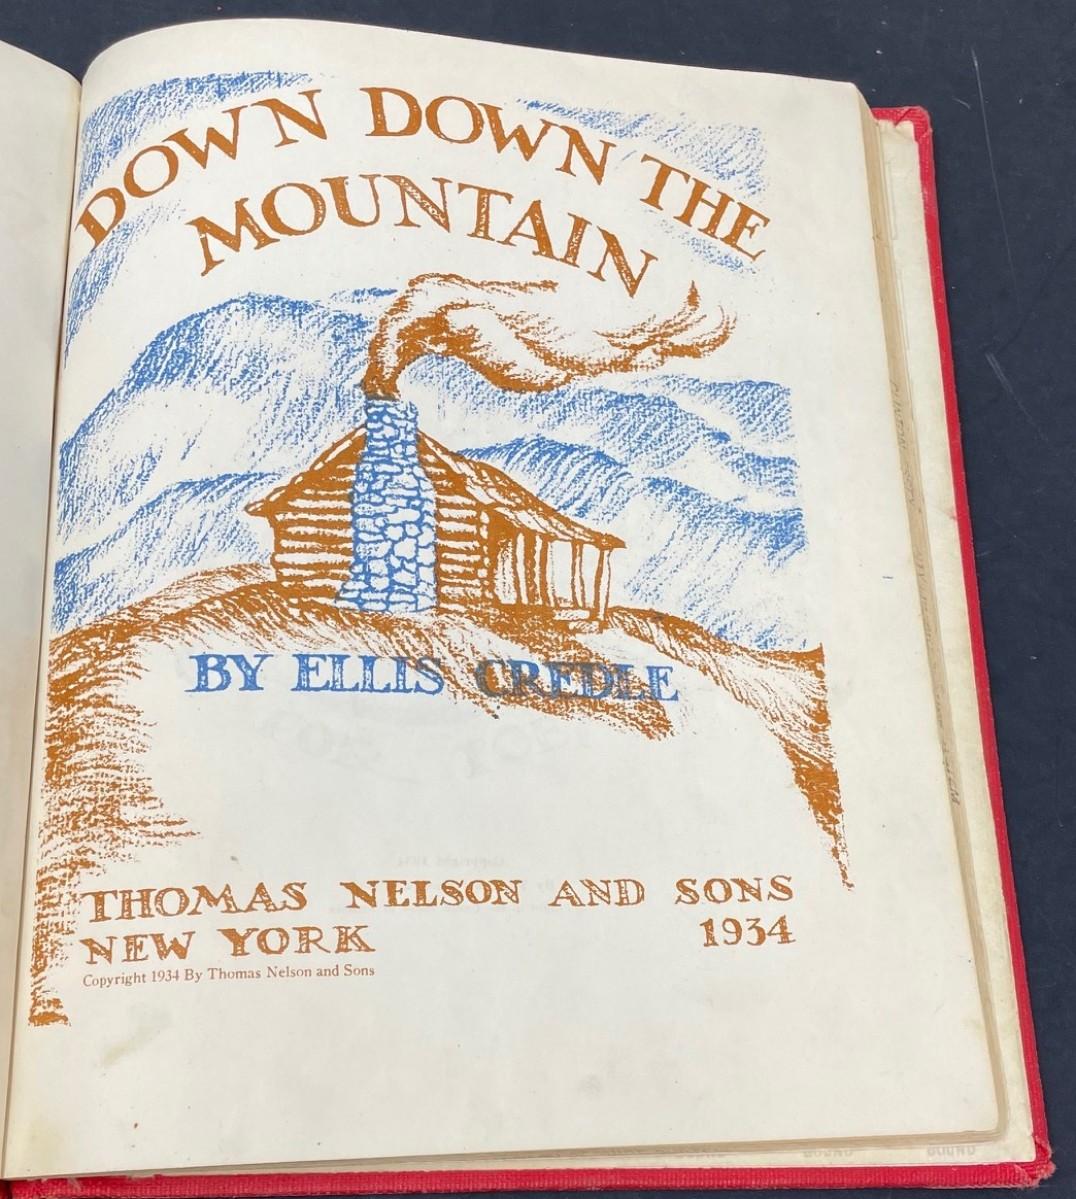 DOWN DOWN THE
MOUNTAIN
BY ELLIS CREDLE
THOMAS NELSON AND SONS
NEW YORK 1934
Copyright 1934 By Thomas Nelson and Sons